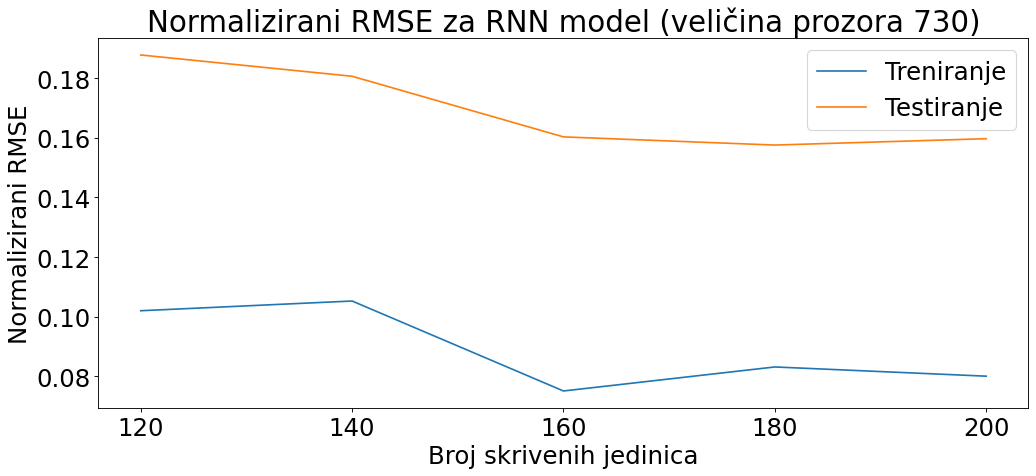 Normalizirani RMSE za RNN model (veličina prozora 730)
Treniranje
Testiranje
Normalizirani RMSE
0.18
0.16
0.14
0.12
0.10
0.08
120 140 160 180 200
Broj skrivenih jedinica